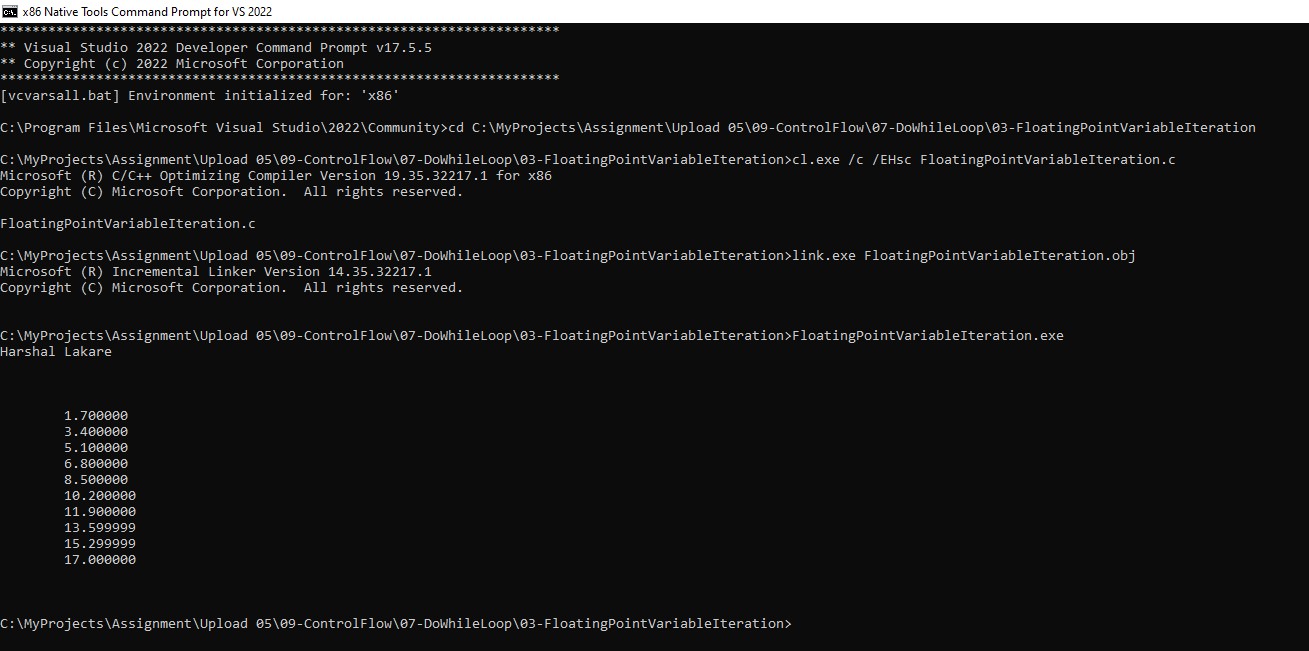 x86 Native Tools Command Prompt for VS 2022
**********************************************************************
** Visual Studio 2022 Developer Command Prompt v17.5.5
** Copyright (c) 2022 Microsoft Corporation
**********************************************************************
[vcvarsall.bat] Environment initialized for: 'x86'
C:\Program Files\Microsoft Visual Studio\2022\Community>cd C:\MyProjects\Assignment\Upload 05\09-ControlFlow\07-DoWhileLoop\03-FloatingPointVariableIteration
C:\MyProjects\Assignment\Upload 05\09-ControlFlow\07-DoWhileLoop\03-FloatingPointVariableIteration>cl.exe /c /EHsc FloatingPointVariableIteration.c
Microsoft (R) C/C++ Optimizing Compiler Version 19.35.32217.1 for x86
Copyright (C) Microsoft Corporation.  All rights reserved.
FloatingPointVariableIteration.c
C:\MyProjects\Assignment\Upload 05\09-ControlFlow\07-DoWhileLoop\03-FloatingPointVariableIteration>link.exe FloatingPointVariableIteration.obj
Microsoft (R) Incremental Linker Version 14.35.32217.1
Copyright (C) Microsoft Corporation.  All rights reserved.
C:\MyProjects\Assignment\Upload 05\09-ControlFlow\07-DoWhileLoop\03-FloatingPointVariableIteration>FloatingPointVariableIteration.exe
Harshal Lakare
1.700000
3.400000
5.100000
6.800000
8.500000
10.200000
11.900000
13.599999
15.299999
17.000000
C:\MyProjects\Assignment\Upload 05\09-ControlFlow\07-DoWhileLoop\03-FloatingPointVariableIteration>